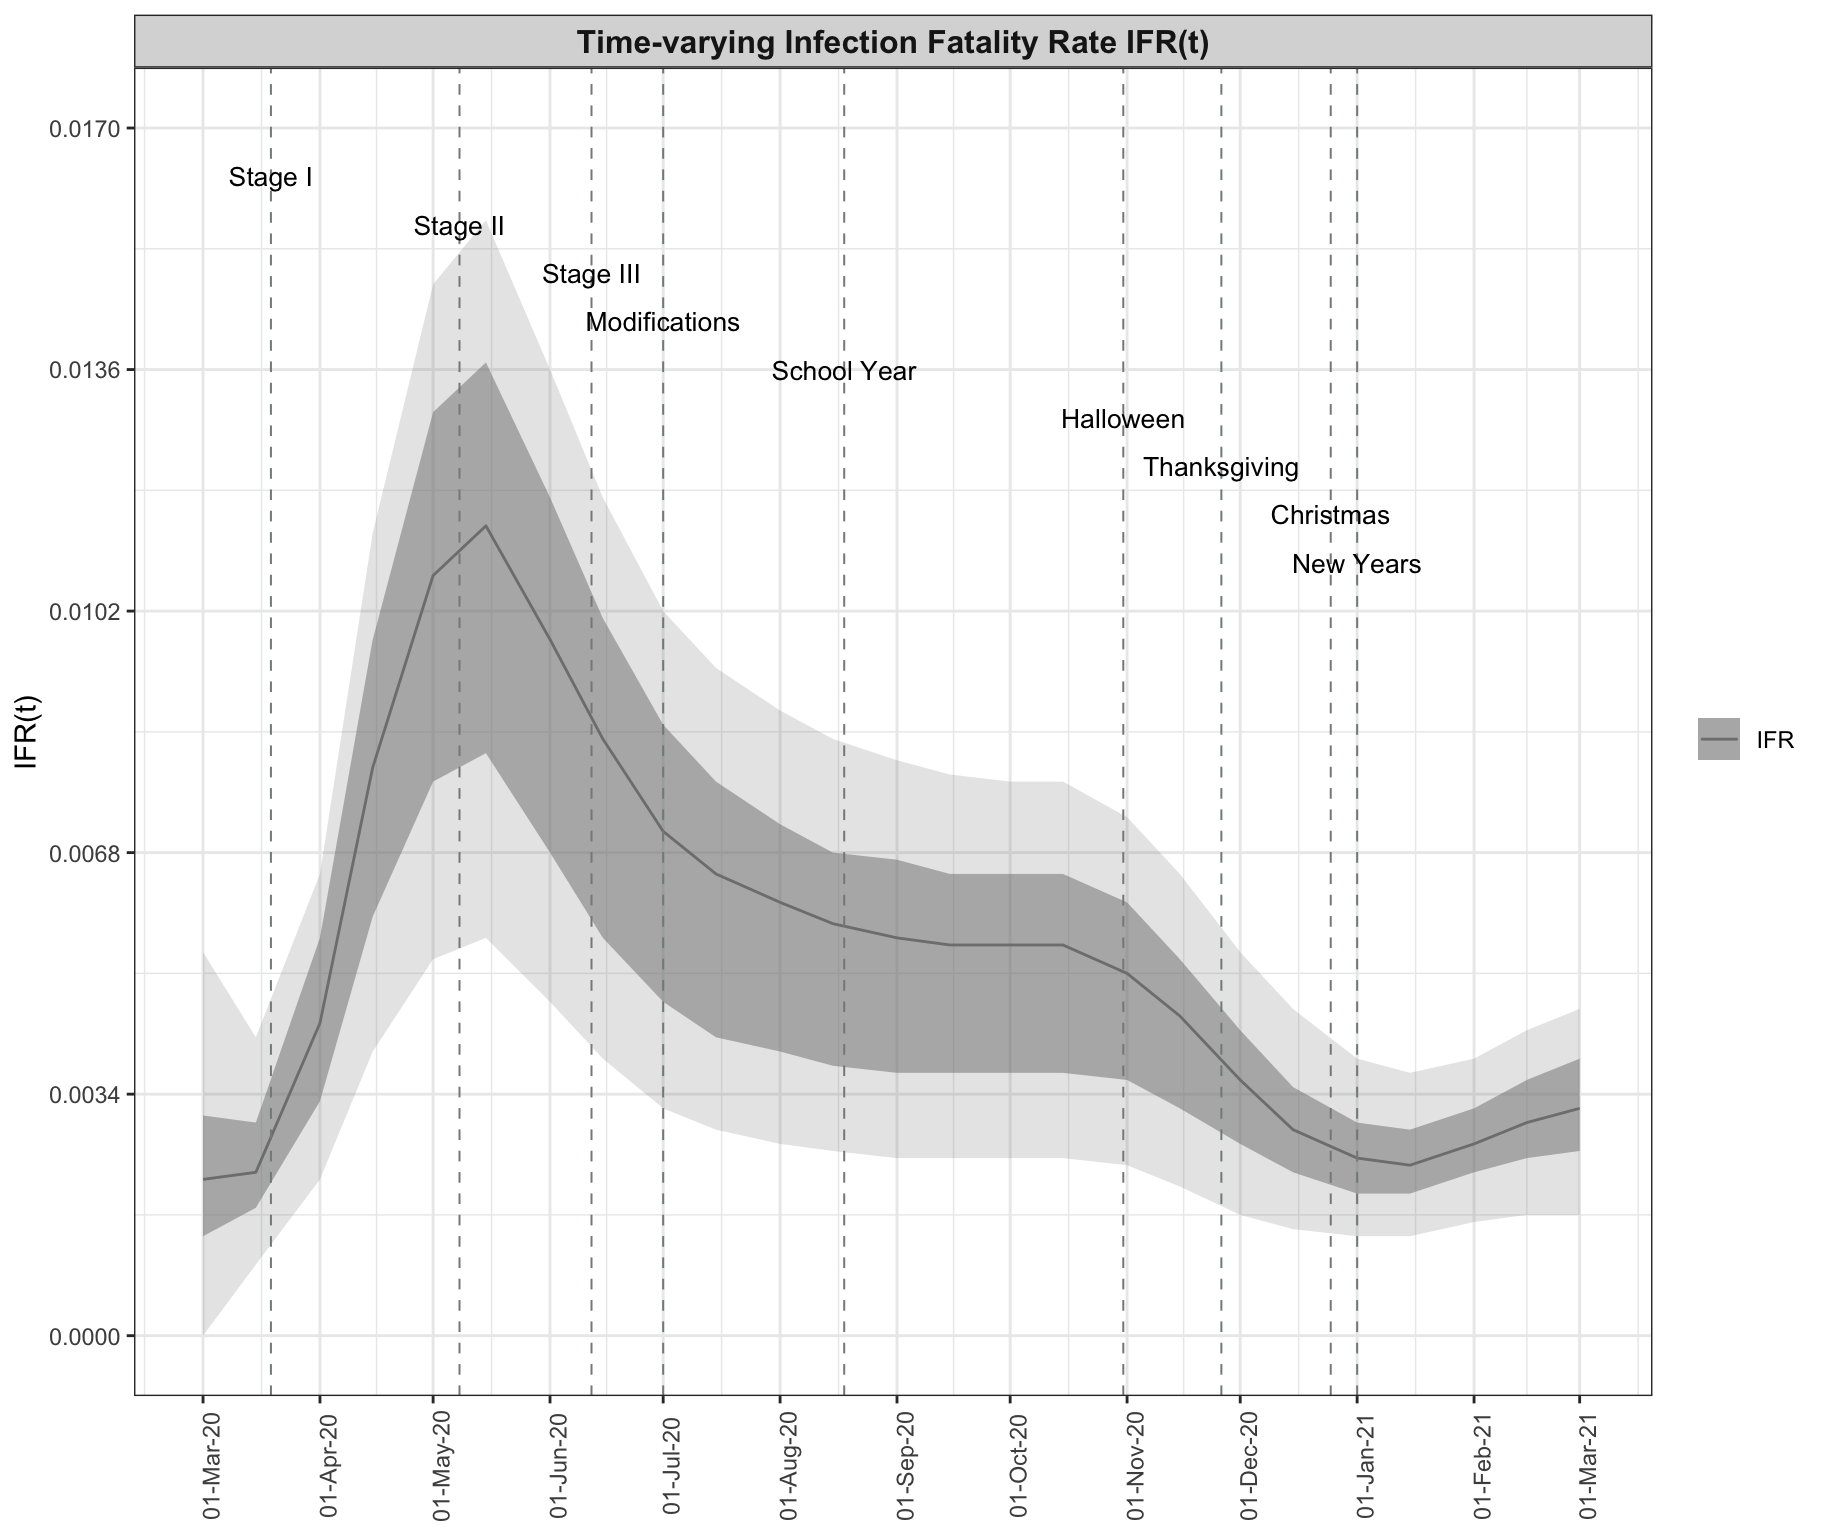 Time-varying Infection Fatality Rate IFR(t)
0.0170
Stage I
Stage II
Stage III
Modifications
0.0136
School Year
Halloween
Thanksgiving
Christmas
New Years
0.0102
IFR(t)
IFR
0.0068
0.0034
0.0000
01-Mar-20
01-Apr-20
01-May-20
01-Jun-20
01-Jul-20
01-Aug-20
01-Sep-20
01-Oct-20
01-Nov-20
01-Dec-20
01-Jan-21
01-Feb-21
01-Mar-21